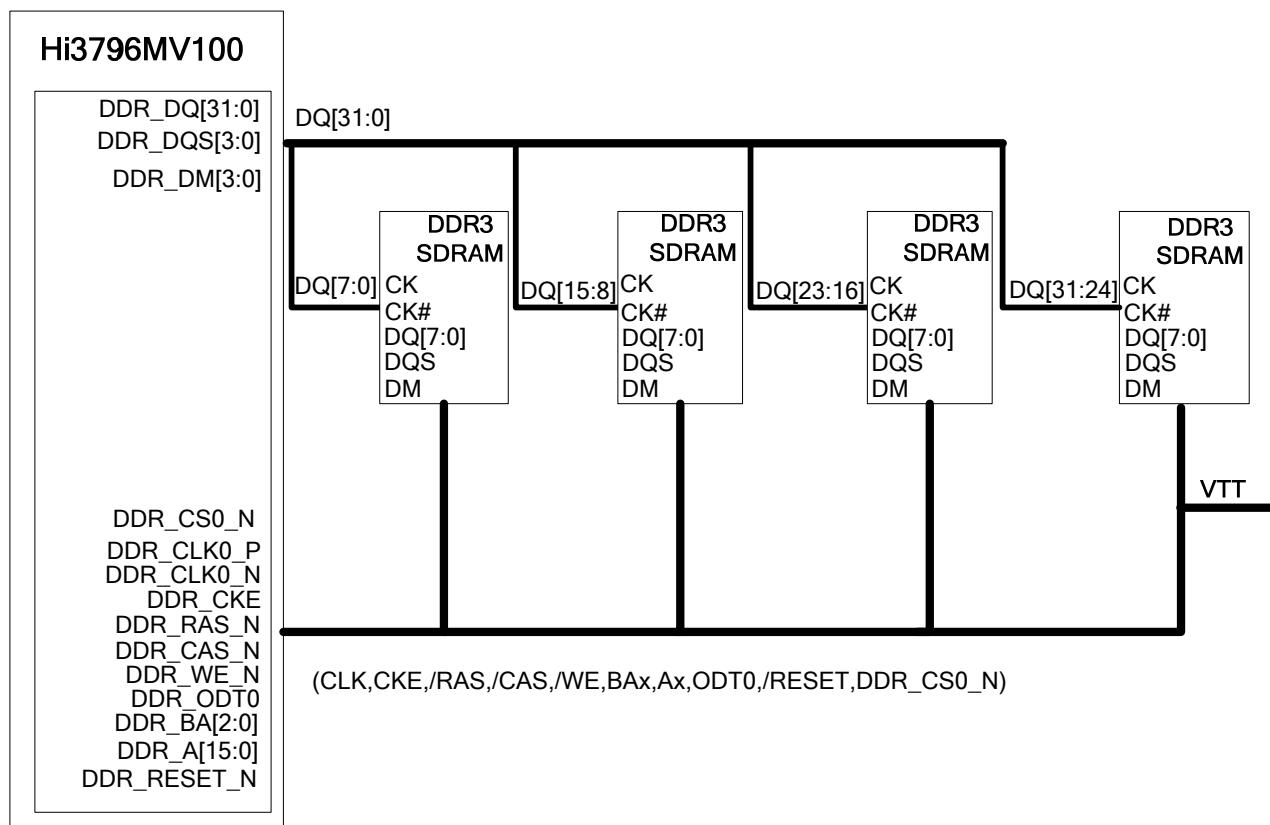 Hi3796MV100
DDR_DQ[31:0]
DDR_DQS[3:0]
DDR_DM[3:0]
DQ[31:0]
DDR3
SDRAM
DQ[7:0]
CK
CK#
DQ[7:0]
DQS
DM
DDR3
SDRAM
DQ[15:8]
CK
CK#
DQ[7:0]
DQS
DM
DDR3
SDRAM
DQ[23:16]
CK
CK#
DQ[7:0]
DQS
DM
DDR3
SDRAM
DQ[31:24]
CK
CK#
DQ[7:0]
DQS
DM
VTT
DDR_CS0_N
DDR_CLK0_P
DDR_CLK0_N
DDR_CKE
DDR_RAS_N
DDR_CAS_N
DDR_WE_N
DDR_ODT0
DDR_BA[2:0]
DDR_A[15:0]
DDR_RESET_N
(CLK,CKE,/RAS,/CAS,/WE,BAx,Ax,ODT0,/RESET,DDR_CS0_N)